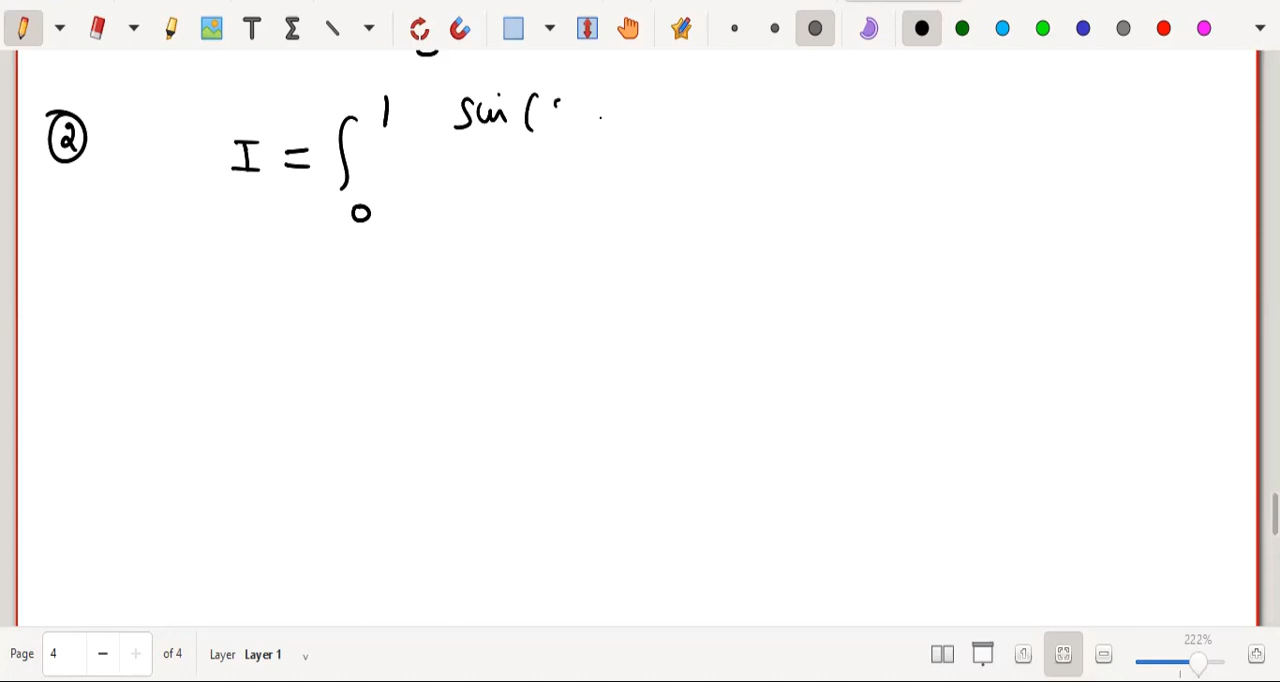 ② I = ∫₀¹ sin (
Page 4 of 4 Layer Layer 1 222%